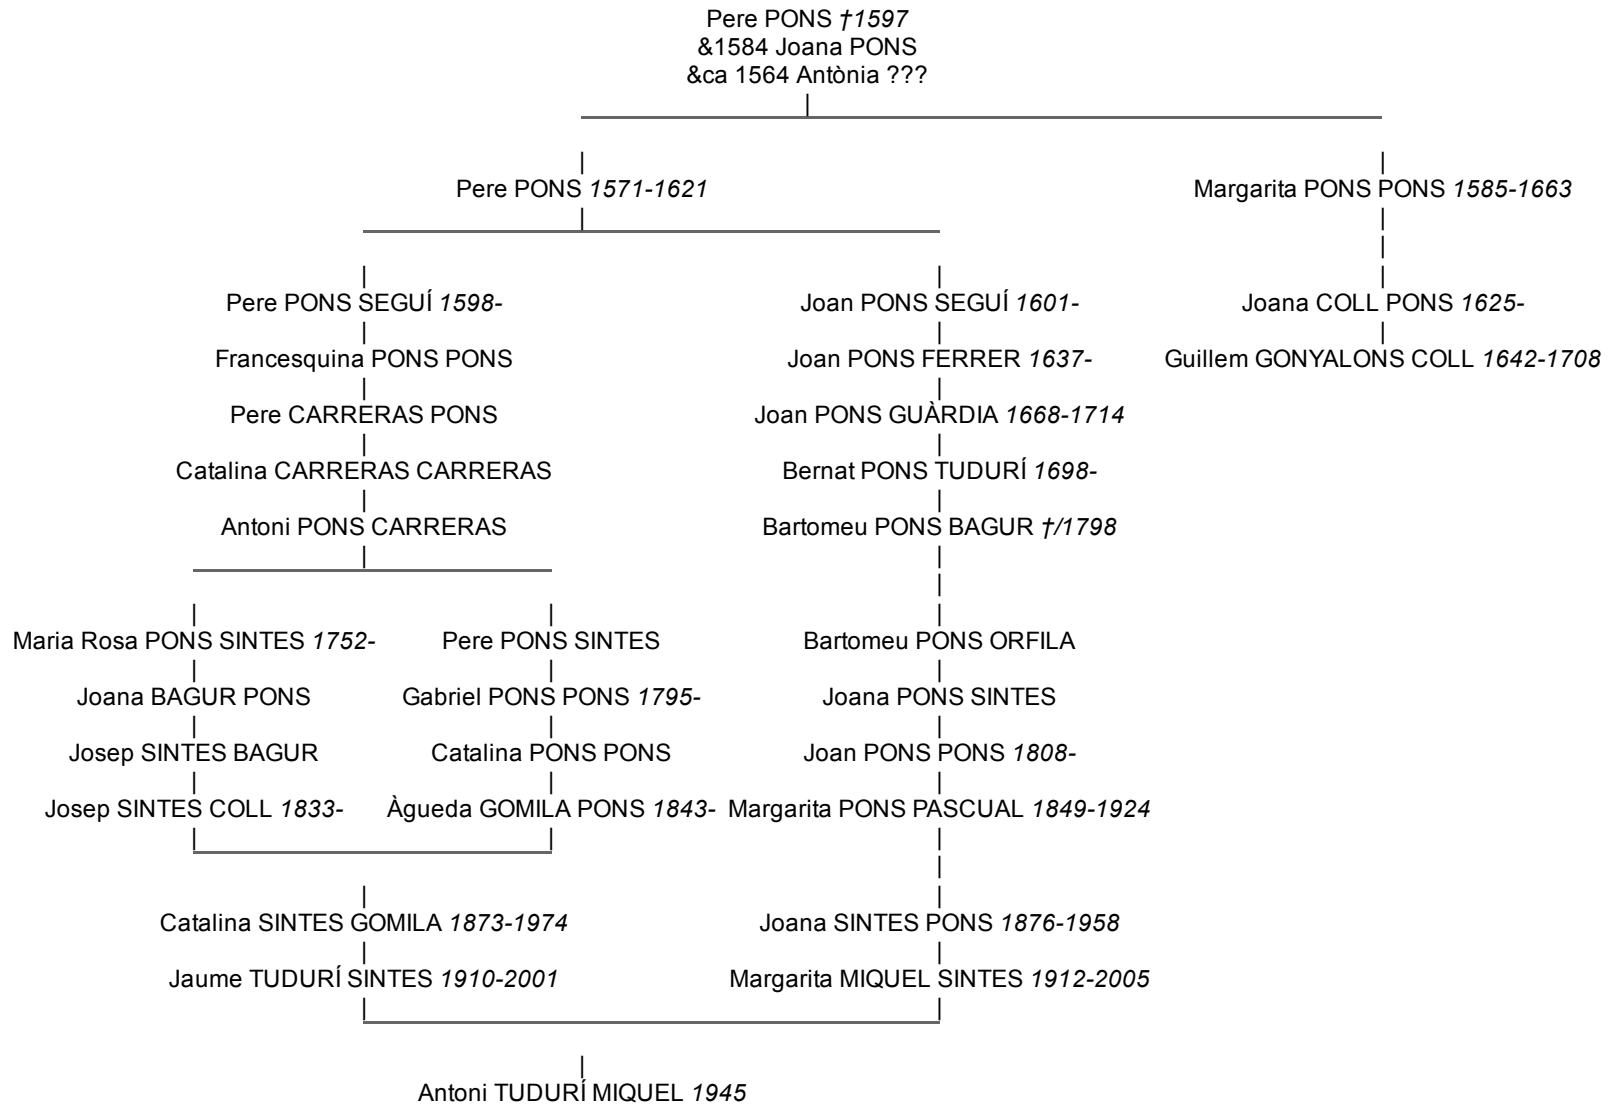 Pere PONS †1597
&1584 Joana PONS
&ca 1564 Antònia ???
Pere PONS 1571-1621 Margarita PONS PONS 1585-1663
Pere PONS SEGUÍ 1598- Joan PONS SEGUÍ 1601- Joana COLL PONS 1625-
Francesquina PONS PONS Joan PONS FERRER 1637- Guillem GONYALONS COLL 1642-1708
Pere CARRERAS PONS Joan PONS GUÀRDIA 1668-1714
Catalina CARRERAS CARRERAS Bernat PONS TUDURÍ 1698-
Antoni PONS CARRERAS Bartomeu PONS BAGUR †/1798
Maria Rosa PONS SINTES 1752- Pere PONS SINTES Bartomeu PONS ORFILA
Joana BAGUR PONS Gabriel PONS PONS 1795- Joana PONS SINTES
Josep SINTES BAGUR Catalina PONS PONS Joan PONS PONS 1808-
Josep SINTES COLL 1833- Àgueda GOMILA PONS 1843- Margarita PONS PASCUAL 1849-1924
Catalina SINTES GOMILA 1873-1974 Joana SINTES PONS 1876-1958
Jaume TUDURÍ SINTES 1910-2001 Margarita MIQUEL SINTES 1912-2005
Antoni TUDURÍ MIQUEL 1945